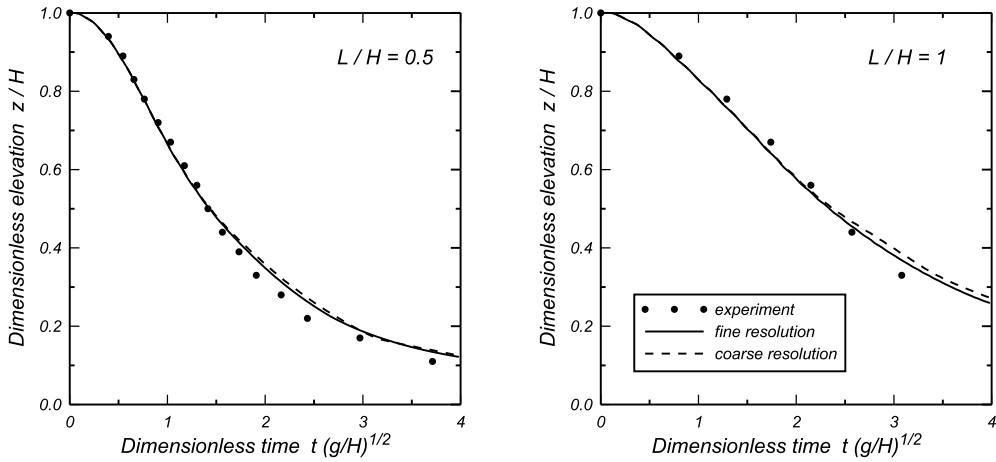 1.0
0.8
0.6
0.4
0.2
0.0
Dimensionless elevation z / H
L / H = 0.5
0 1 2 3 4
Dimensionless time t (g/H)^1/2
1.0
0.8
0.6
0.4
0.2
0.0
Dimensionless elevation z / H
L / H = 1
experiment
fine resolution
coarse resolution
0 1 2 3 4
Dimensionless time t (g/H)^1/2